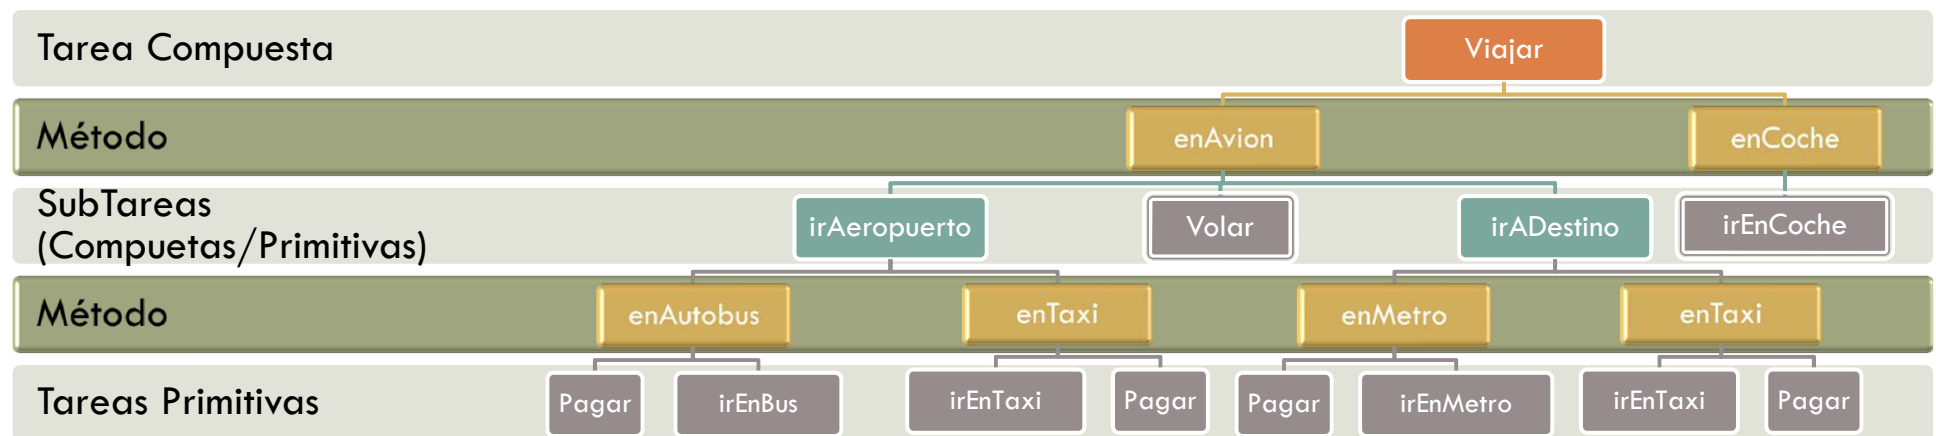 Tarea Compuesta
Viajar
Método
enAvion
enCoche
SubTareas
(Compuetas/Primitivas)
irAeropuerto
Volar
irADestino
irEnCoche
Método
enAutobus
enTaxi
enMetro
enTaxi
Tareas Primitivas
Pagar
irEnBus
irEnTaxi
Pagar
Pagar
irEnMetro
irEnTaxi
Pagar